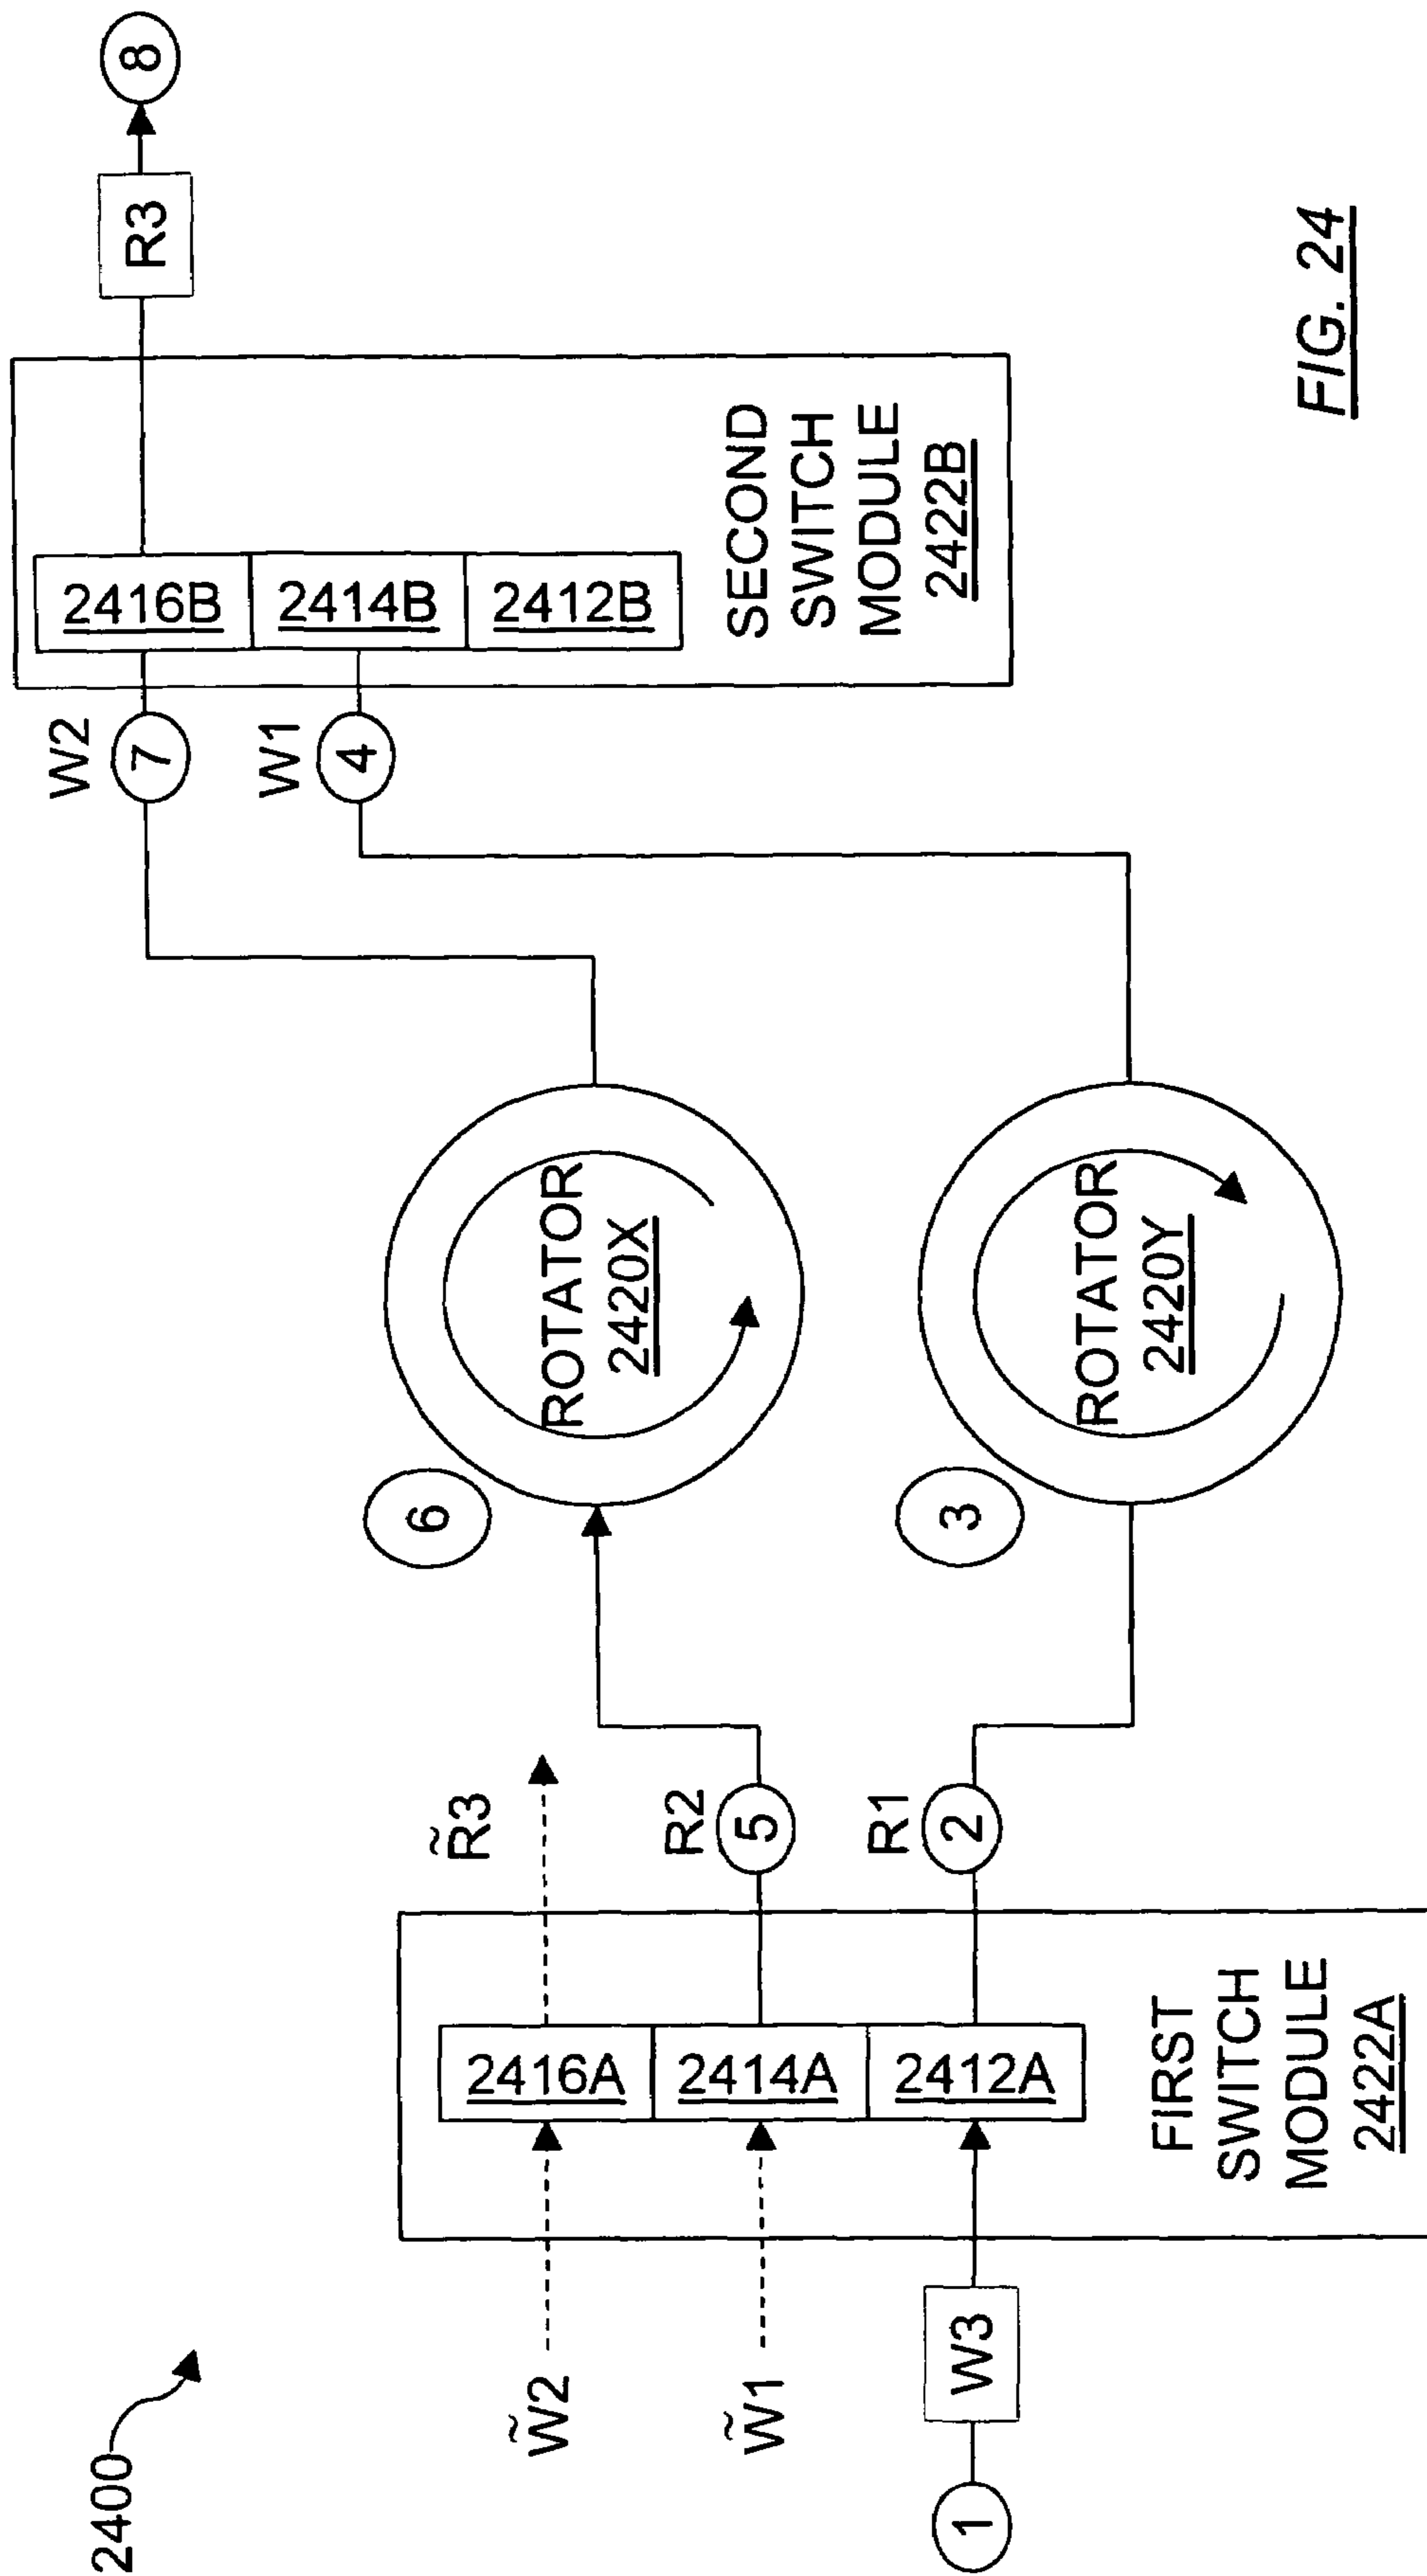 2400
1
W3
W̃1
W̃2
2416A
2414A
2412A
FIRST
SWITCH
MODULE
2422A
R̃3
R2
5
R1
2
6
ROTATOR
2420X
3
ROTATOR
2420Y
W2
7
W1
4
2416B
2414B
2412B
SECOND
SWITCH
MODULE
2422B
R3
8
FIG. 24